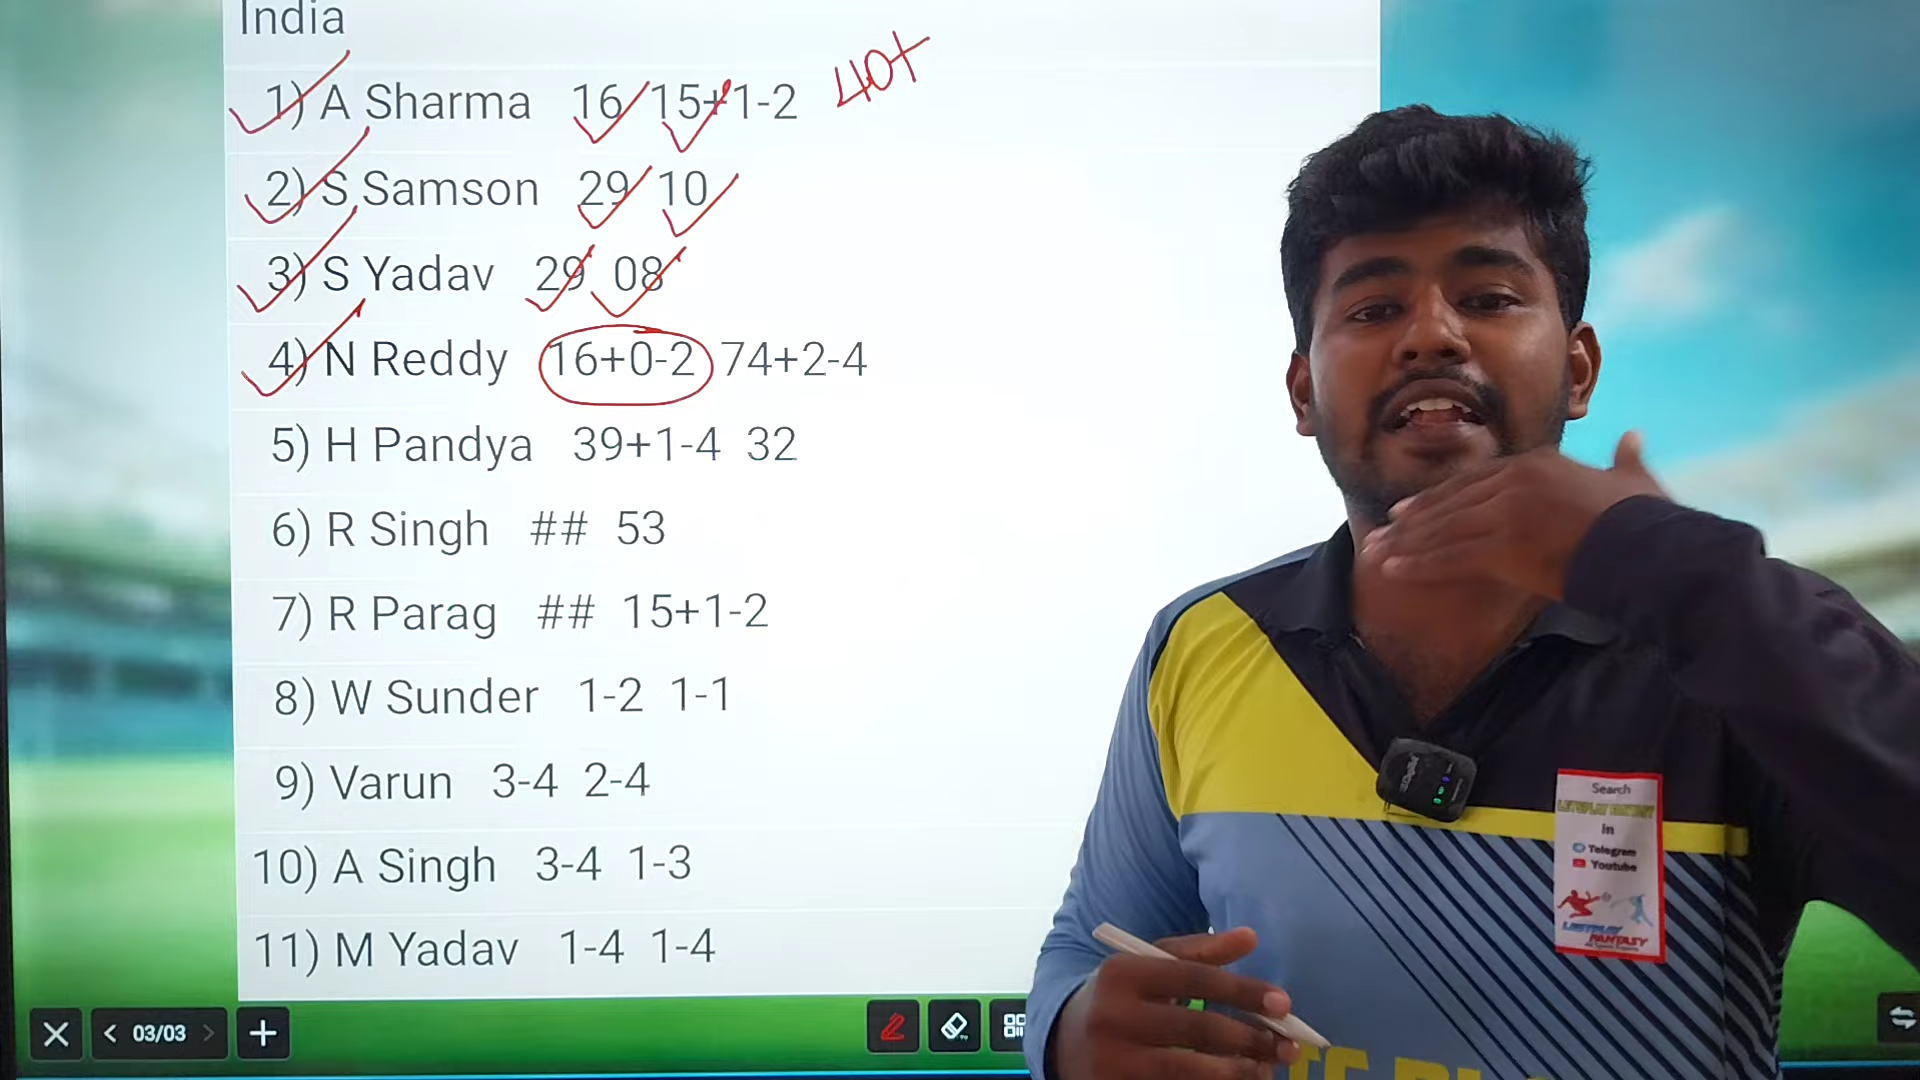 India
1) A Sharma 16 15+1-2 40+
2) S Samson 29 10
3) S Yadav 29 08
4) N Reddy 16+0-2 74+2-4
5) H Pandya 39+1-4 32
6) R Singh ## 53
7) R Parag ## 15+1-2
8) W Sunder 1-2 1-1
9) Varun 3-4 2-4
10) A Singh 3-4 1-3
11) M Yadav 1-4 1-4
03/03
Search
in
Telegram
Youtube
FANTASY